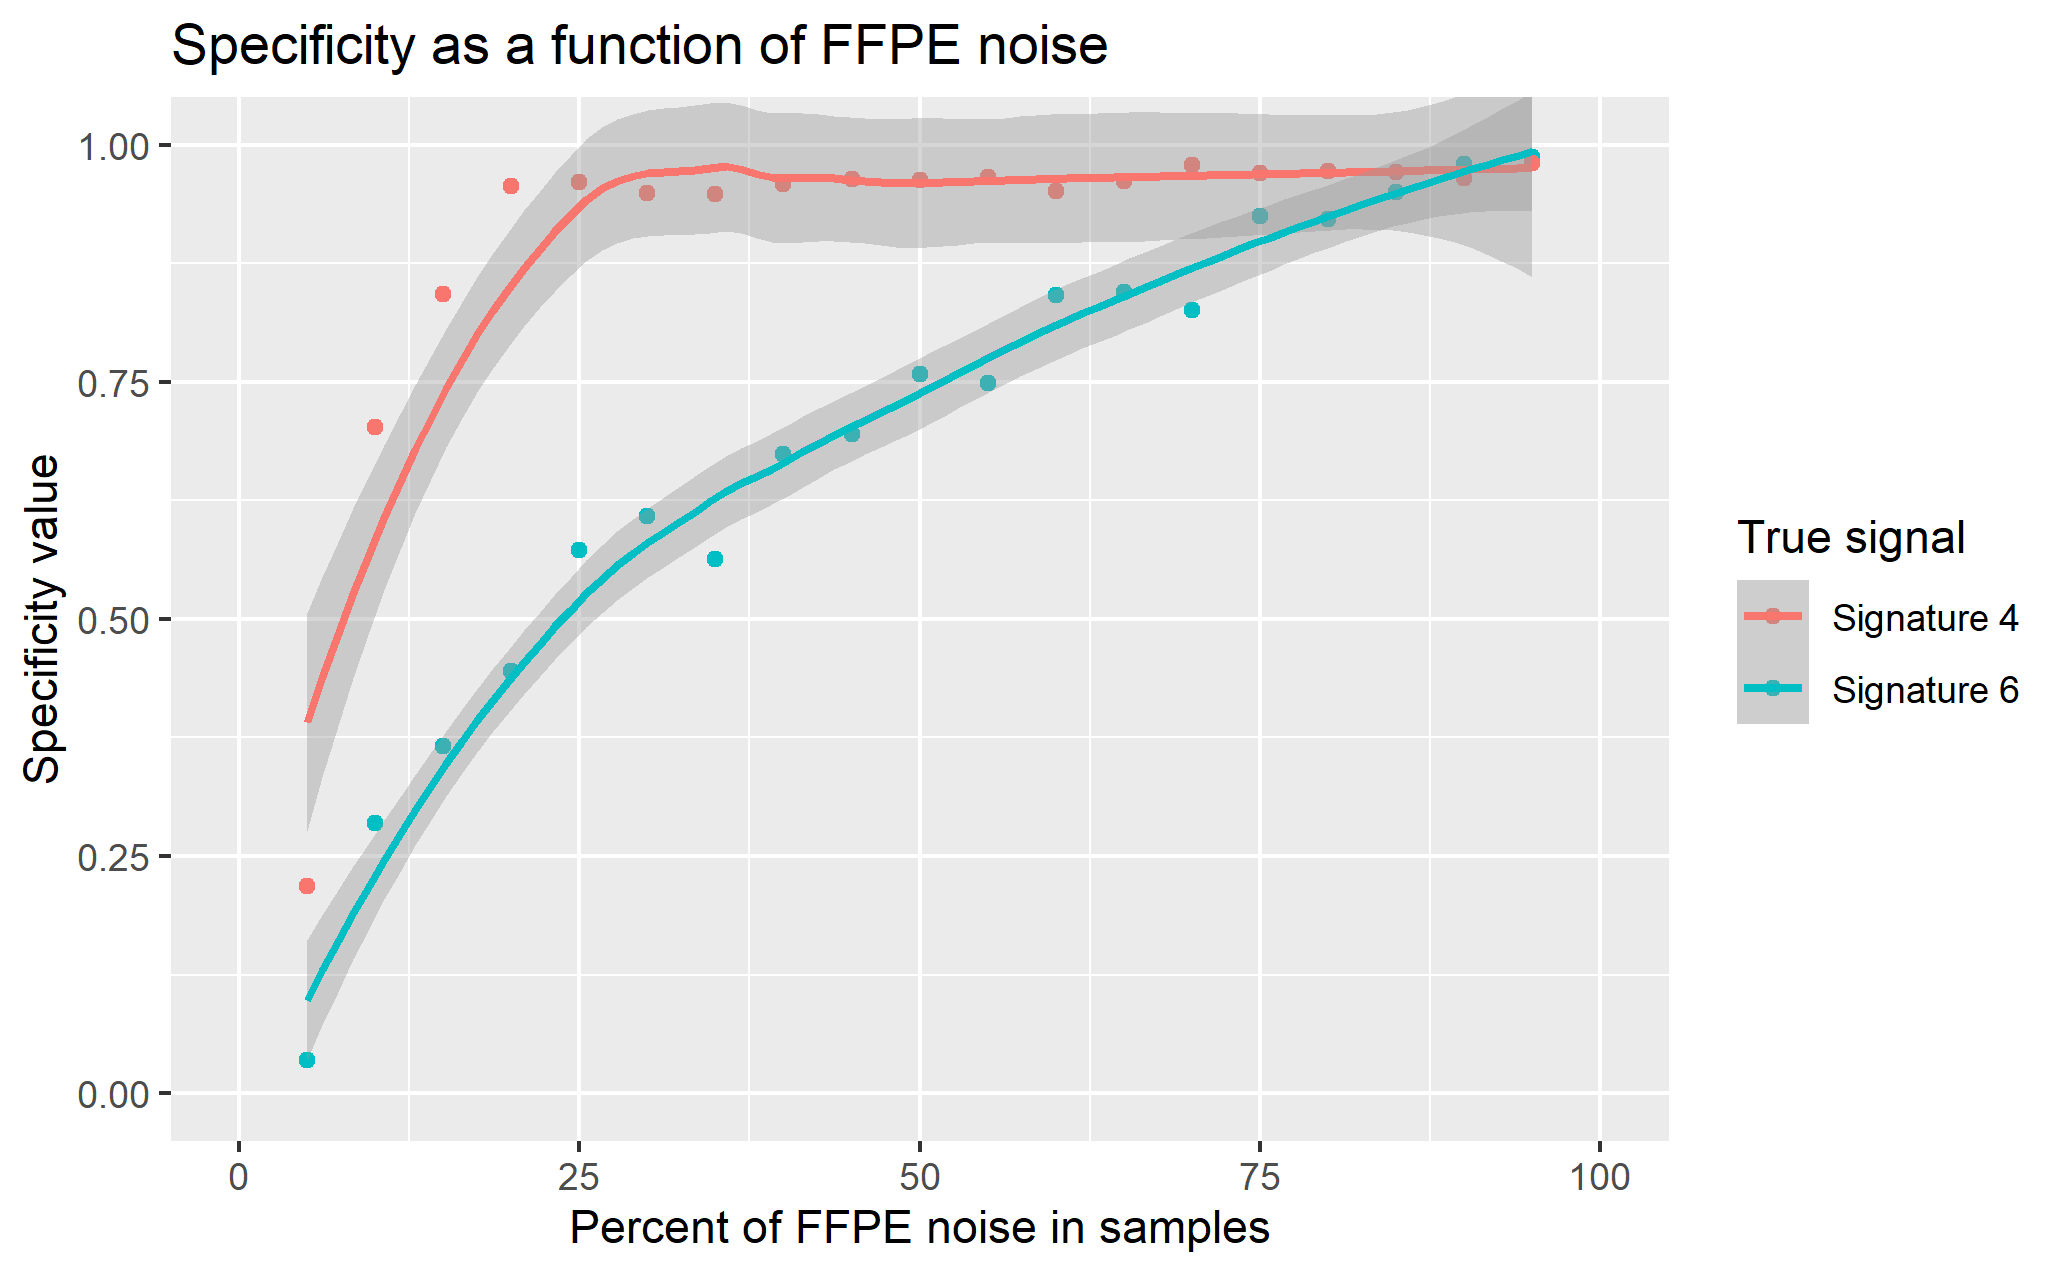 Specificity as a function of FFPE noise
Specificity value
1.00
0.75
0.50
0.25
0.00
0 25 50 75 100
Percent of FFPE noise in samples
True signal
Signature 4
Signature 6